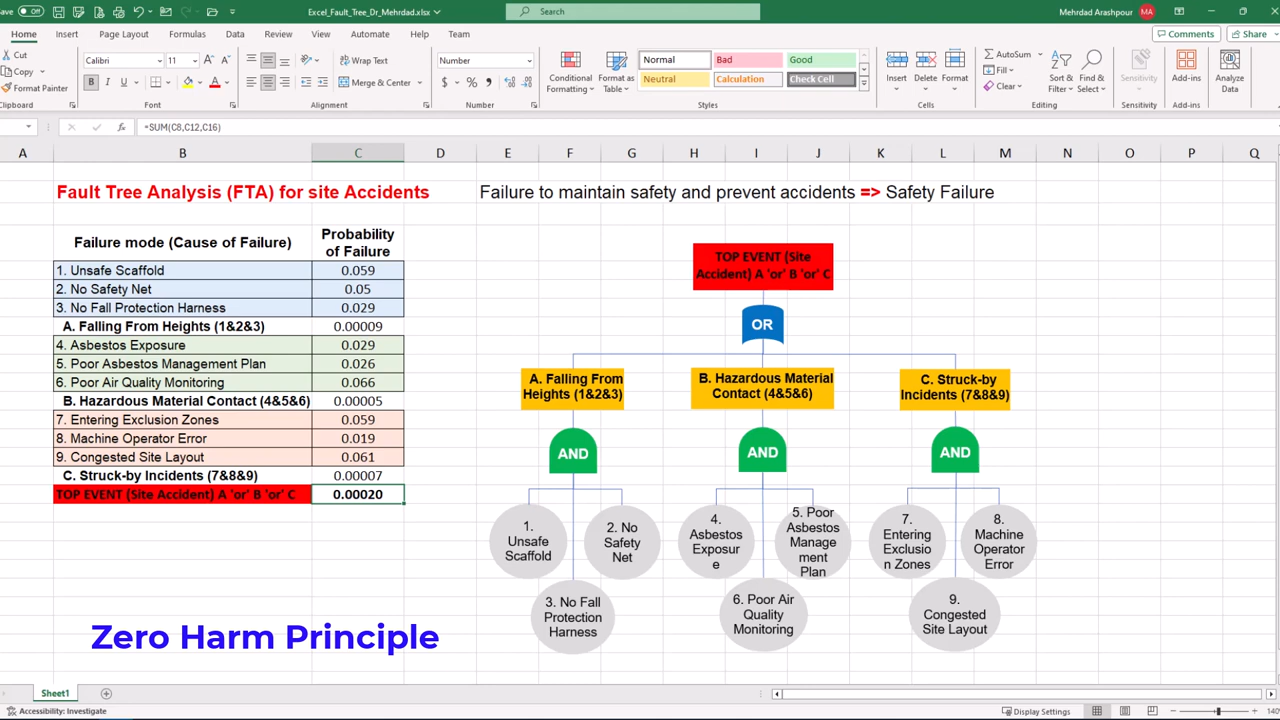 Save
Off
Excel_Fault_Tree_Dr_Mehrdad.xlsx
Search
Mehrdad Arashpour
MA
Home Insert Page Layout Formulas Data Review View Automate Help Team
Comments
Share
Cut
Copy
Format Painter
Clipboard
Calibri
11
B I U
Font
Wrap Text
Merge & Center
Alignment
Number
$ %
Number
Conditional Formatting
Format as Table
Normal Bad Good
Neutral Calculation Check Cell
Styles
Insert Delete Format
Cells
AutoSum
Fill
Clear
Sort & Filter
Find & Select
Editing
Sensitivity
Sensitivity
Add-ins
Add-ins
Analyze Data
fx =SUM(C8,C12,C16)
A B C D E F G H I J K L M N O P Q
Fault Tree Analysis (FTA) for site Accidents
Failure to maintain safety and prevent accidents => Safety Failure
Failure mode (Cause of Failure) Probability of Failure
1. Unsafe Scaffold 0.059
2. No Safety Net 0.05
3. No Fall Protection Harness 0.029
A. Falling From Heights (1&2&3) 0.00009
4. Asbestos Exposure 0.029
5. Poor Asbestos Management Plan 0.026
6. Poor Air Quality Monitoring 0.066
B. Hazardous Material Contact (4&5&6) 0.00005
7. Entering Exclusion Zones 0.059
8. Machine Operator Error 0.019
9. Congested Site Layout 0.061
C. Struck-by Incidents (7&8&9) 0.00007
TOP EVENT (Site Accident) A 'or' B 'or' C 0.00020
TOP EVENT (Site
Accident) A 'or' B 'or' C
OR
A. Falling From
Heights (1&2&3)
B. Hazardous Material
Contact (4&5&6)
C. Struck-by
Incidents (7&8&9)
AND
AND
AND
1.
Unsafe
Scaffold
2. No
Safety
Net
3. No Fall
Protection
Harness
4.
Asbestos
Exposur
e
5. Poor
Asbestos
Manage
ment
Plan
6. Poor Air
Quality
Monitoring
7.
Entering
Exclusio
n Zones
8.
Machine
Operator
Error
9.
Congested
Site Layout
Zero Harm Principle
Sheet1
Accessibility: Investigate
Display Settings
140